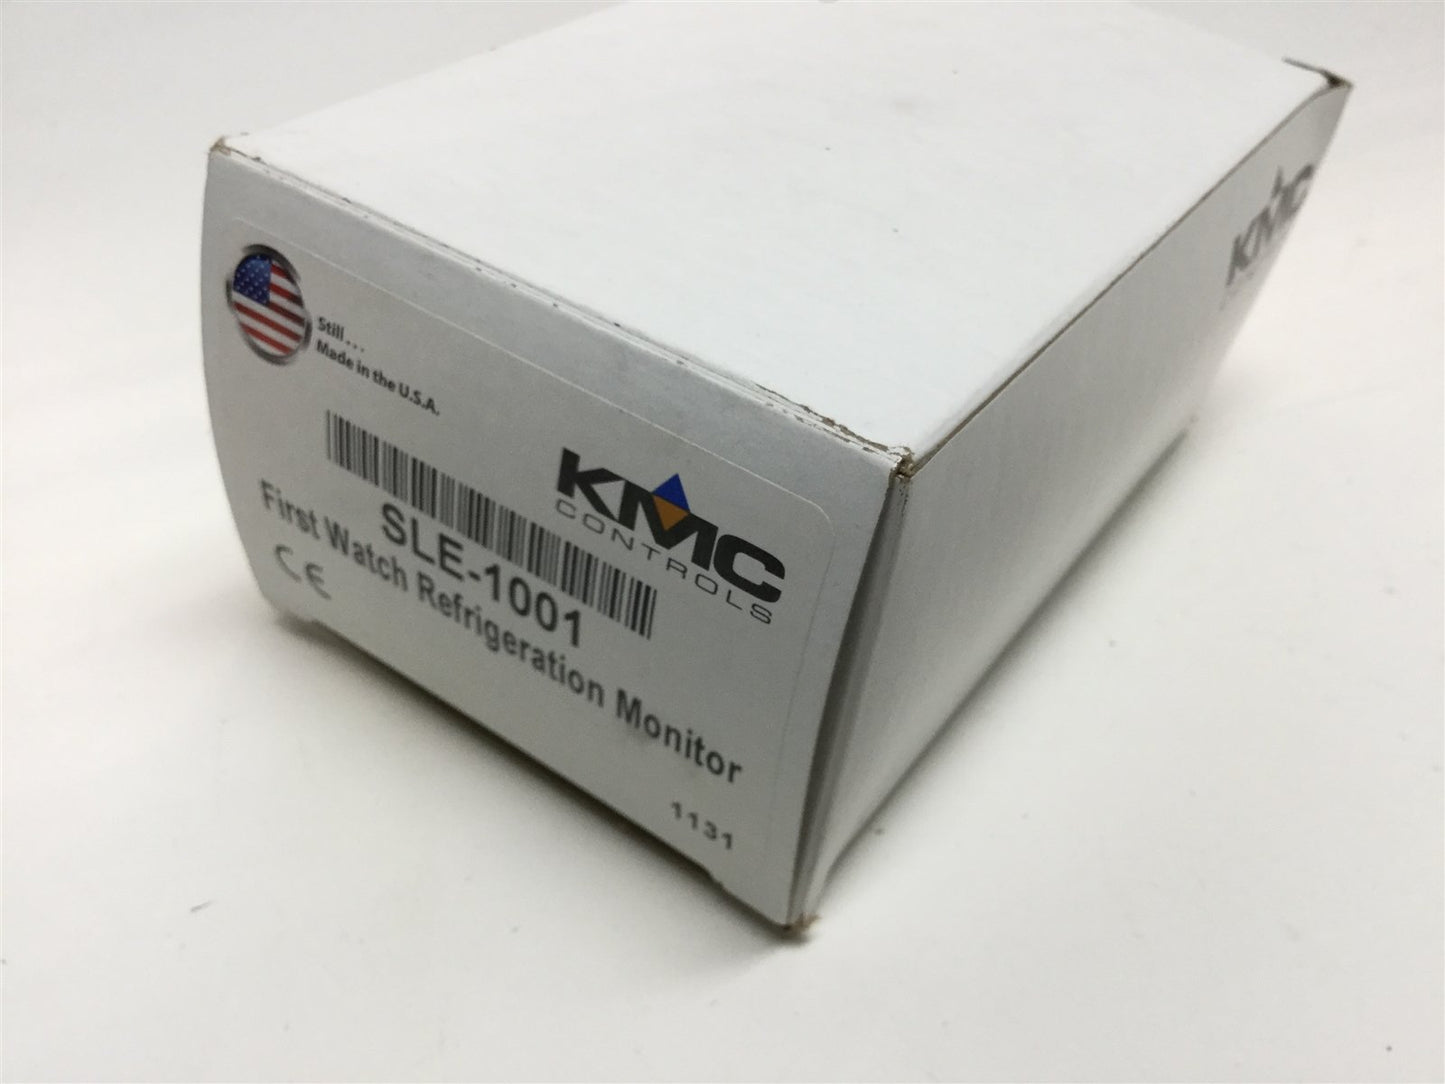 Still...
Made in the U.S.A.
KMC
CONTROLS
SLE-1001
First Watch Refrigeration Monitor
CE
1131
KMC